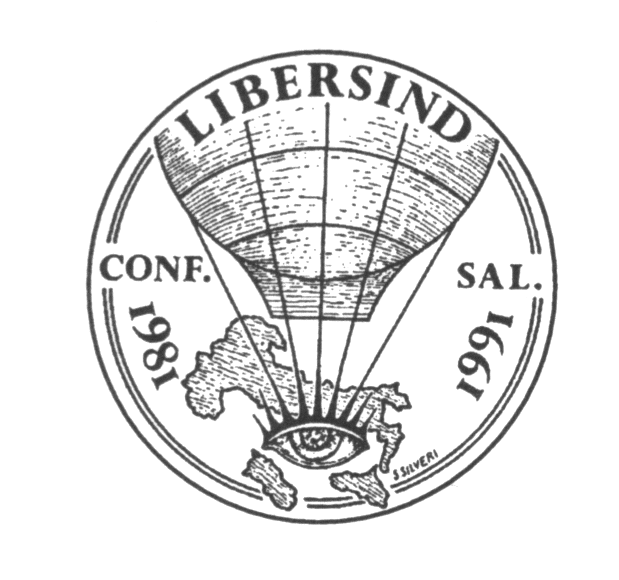 LIBERSIND
CONF. SAL.
1981 1991
S SILVERI